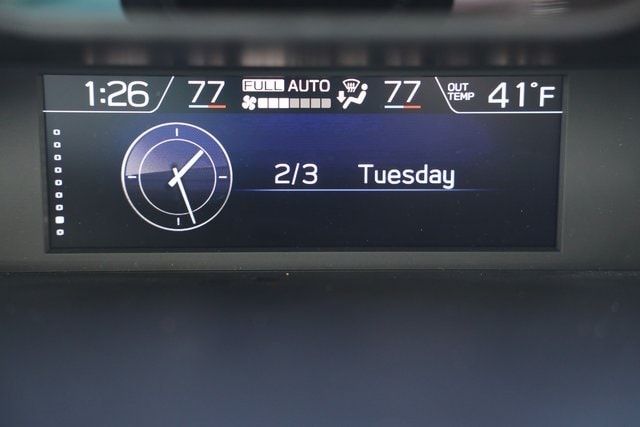 1:26 77 FULL AUTO 77 OUT TEMP 41°F
2/3 Tuesday